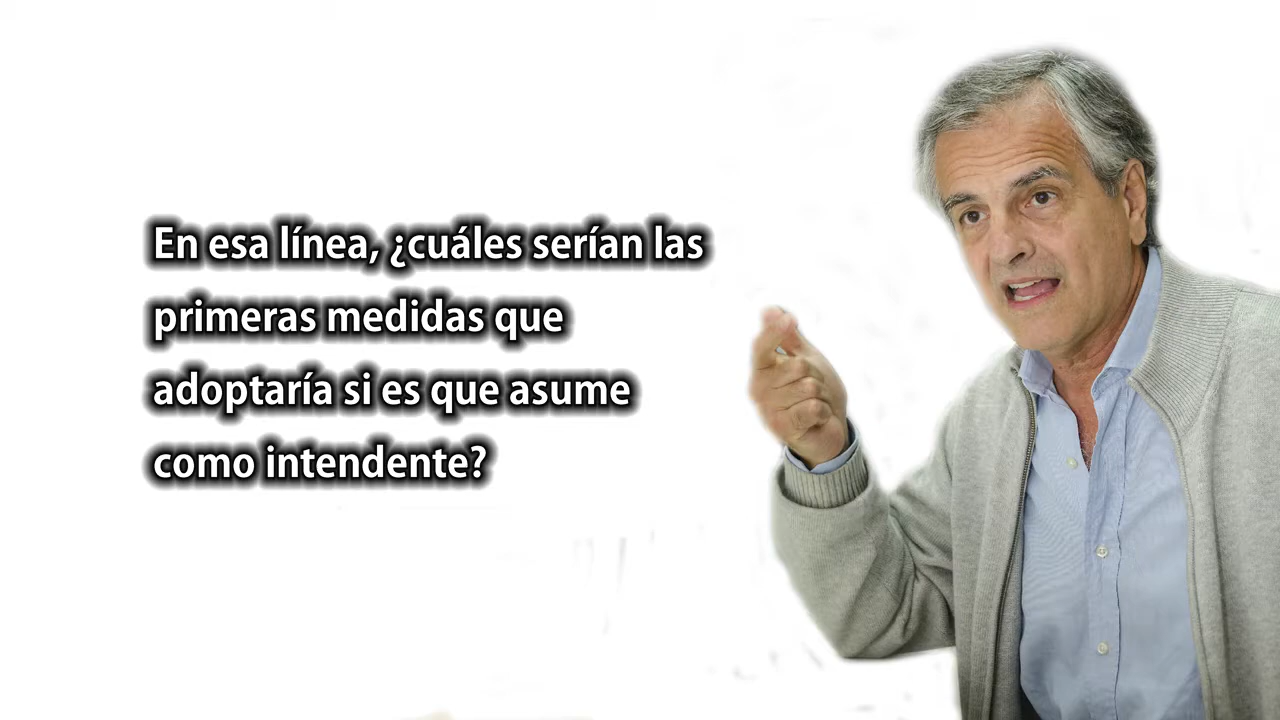 En esa línea, ¿cuáles serían las
primeras medidas que
adoptaría si es que asume
como intendente?